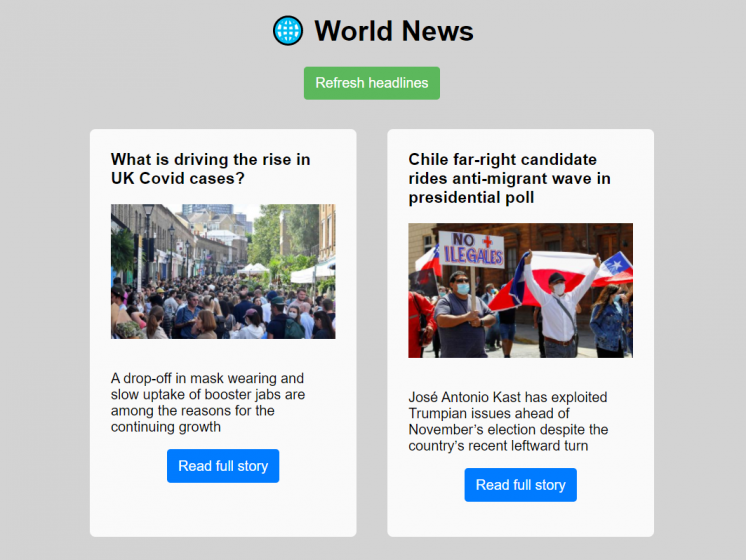 World News
Refresh headlines
What is driving the rise in
UK Covid cases?
A drop-off in mask wearing and
slow uptake of booster jabs are
among the reasons for the
continuing growth
Read full story
Chile far-right candidate
rides anti-migrant wave in
presidential poll
NO +
ILEGALES
José Antonio Kast has exploited
Trumpian issues ahead of
November’s election despite the
country’s recent leftward turn
Read full story